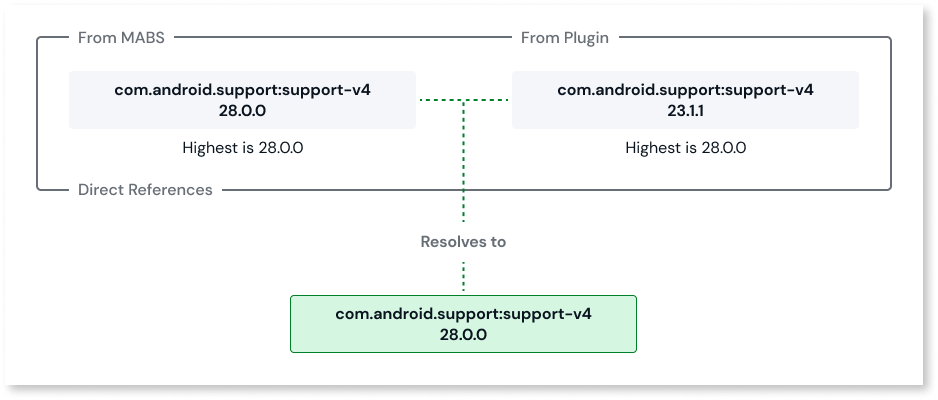 From MABS
From Plugin
com.android.support:support-v4
28.0.0
com.android.support:support-v4
23.1.1
Highest is 28.0.0
Highest is 28.0.0
Direct References
Resolves to
com.android.support:support-v4
28.0.0